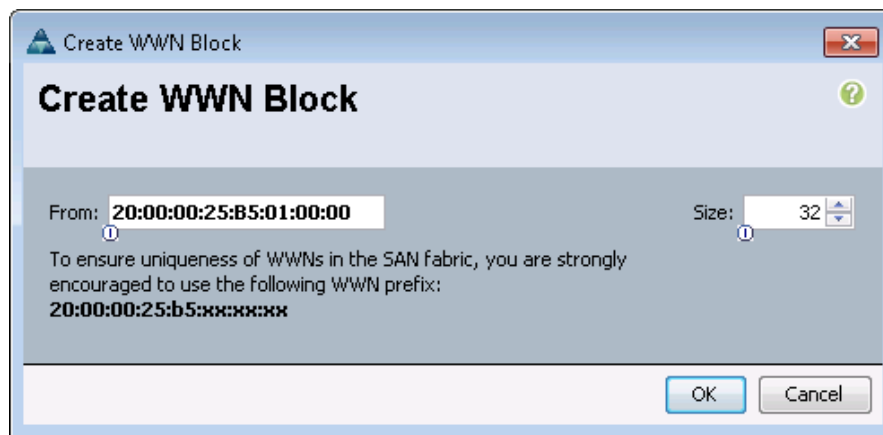 Create WWN Block
Create WWN Block
From: 20:00:00:25:B5:01:00:00 Size: 32
To ensure uniqueness of WWNs in the SAN fabric, you are strongly
encouraged to use the following WWN prefix:
20:00:00:25:b5:xx:xx:xx
OK Cancel